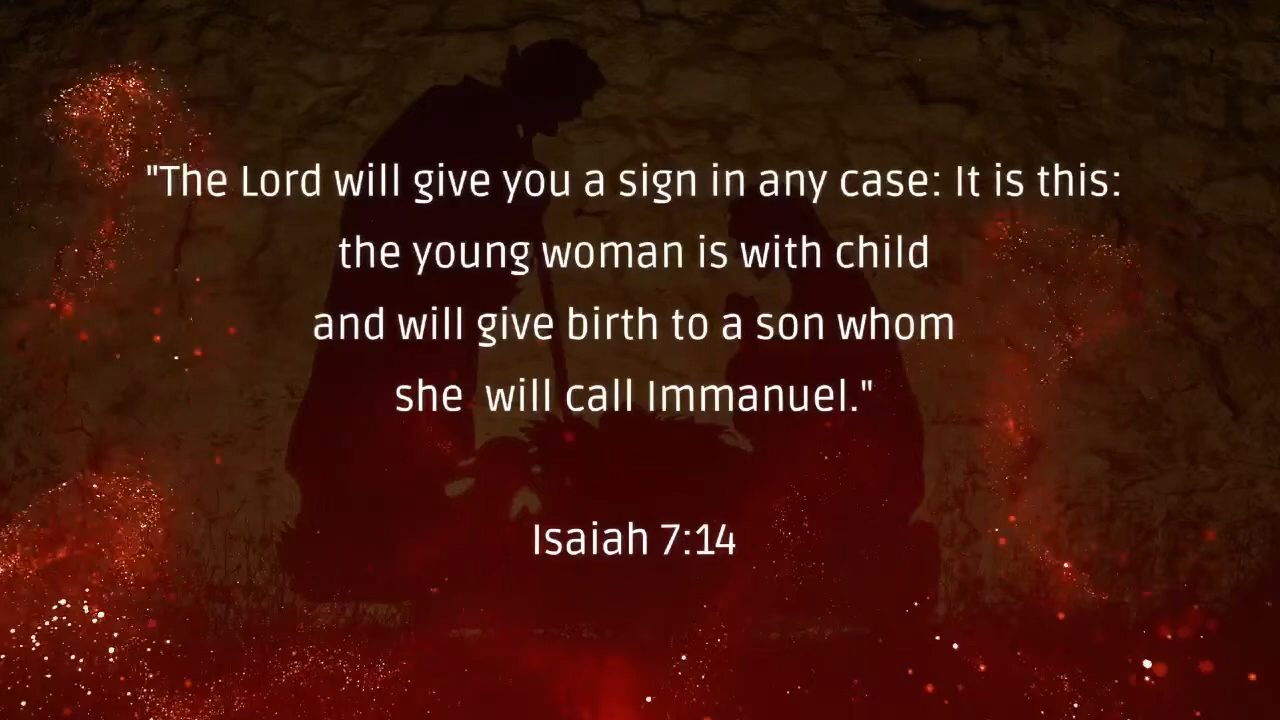 "The Lord will give you a sign in any case: It is this:
the young woman is with child
and will give birth to a son whom
she  will call Immanuel."
Isaiah 7:14